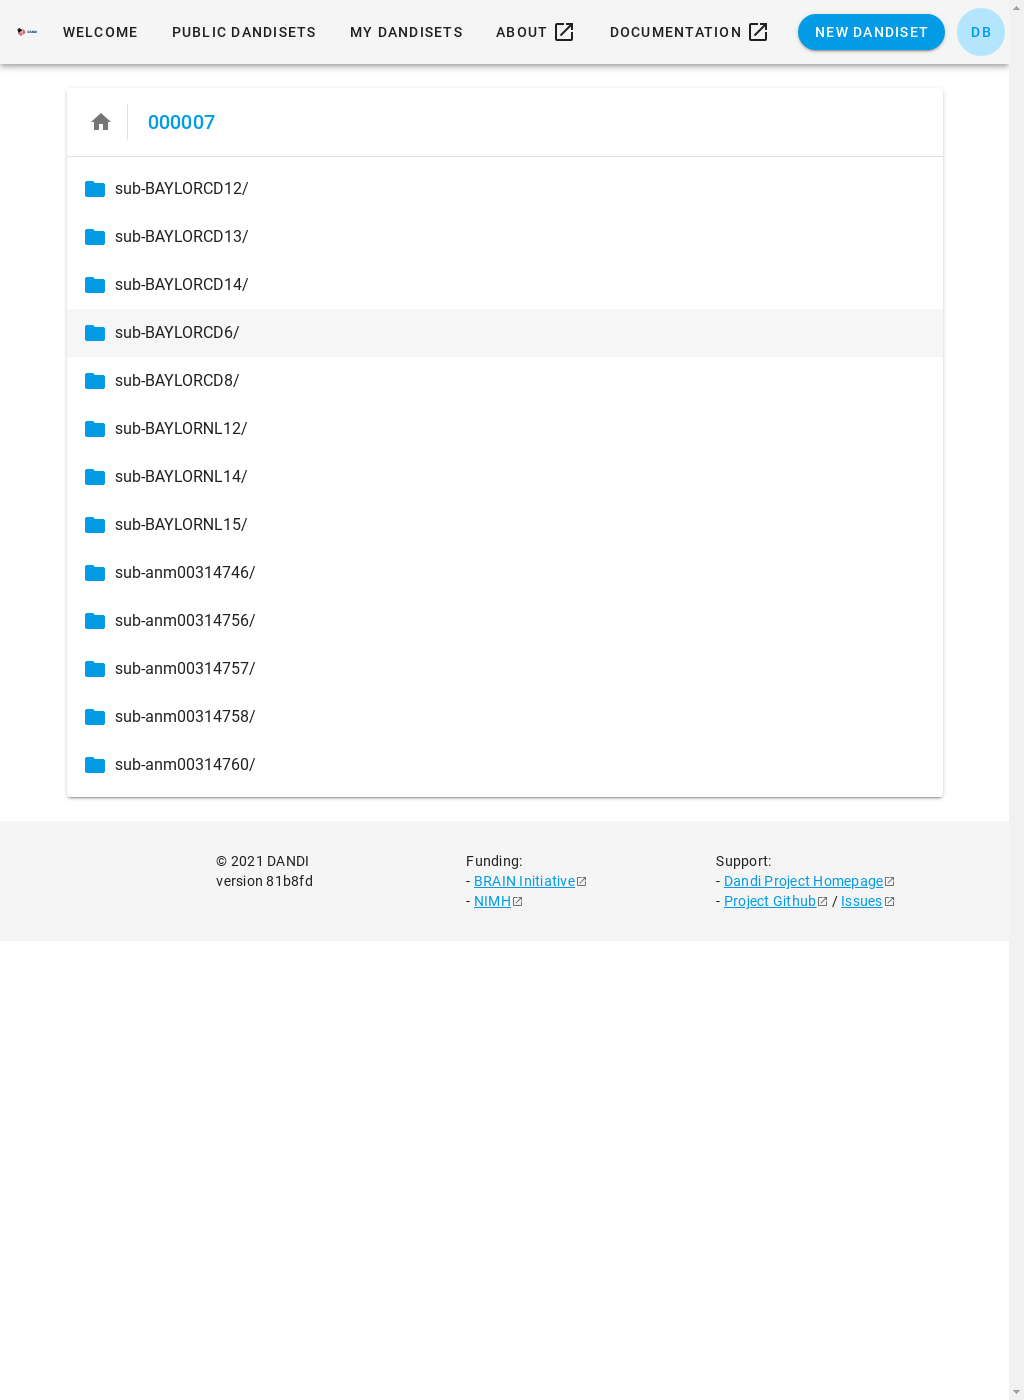 WELCOME PUBLIC DANDISETS MY DANDISETS ABOUT DOCUMENTATION NEW DANDISET DB
000007
sub-BAYLORCD12/
sub-BAYLORCD13/
sub-BAYLORCD14/
sub-BAYLORCD6/
sub-BAYLORCD8/
sub-BAYLORNL12/
sub-BAYLORNL14/
sub-BAYLORNL15/
sub-anm00314746/
sub-anm00314756/
sub-anm00314757/
sub-anm00314758/
sub-anm00314760/
© 2021 DANDI
version 81b8fd
Funding:
- BRAIN Initiative
- NIMH
Support:
- Dandi Project Homepage
- Project Github / Issues